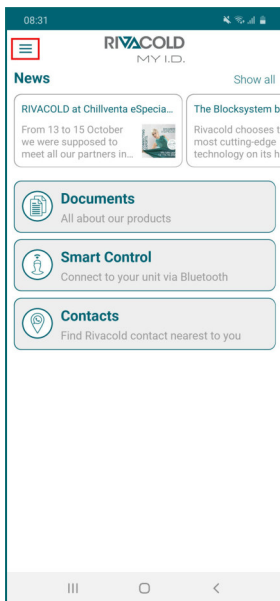 08:31
RIVACOLD
MY I.D.
News
Show all
RIVACOLD at Chillventa eSpecia...
From 13 to 15 October
we were supposed to
meet all our partners in...
The Blocksystem b
Rivacold chooses t
most cutting-edge
technology on its h
Documents
All about our products
Smart Control
Connect to your unit via Bluetooth
Contacts
Find Rivacold contact nearest to you